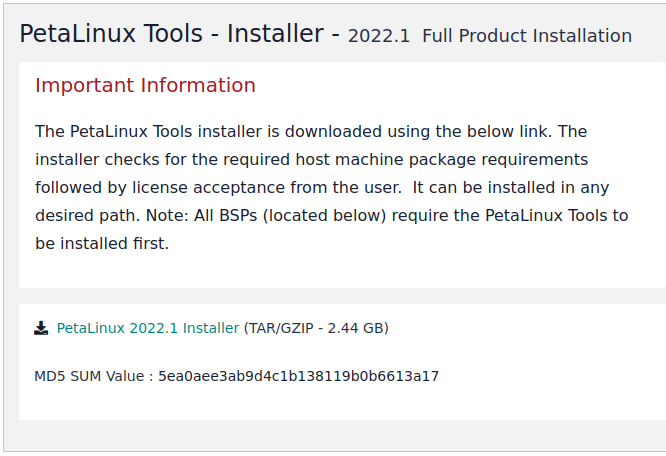 PetaLinux Tools - Installer - 2022.1 Full Product Installation
Important Information
The PetaLinux Tools installer is downloaded using the below link. The
installer checks for the required host machine package requirements
followed by license acceptance from the user. It can be installed in any
desired path. Note: All BSPs (located below) require the PetaLinux Tools to
be installed first.
PetaLinux 2022.1 Installer (TAR/GZIP - 2.44 GB)
MD5 SUM Value : 5ea0aee3ab9d4c1b138119b0b6613a17